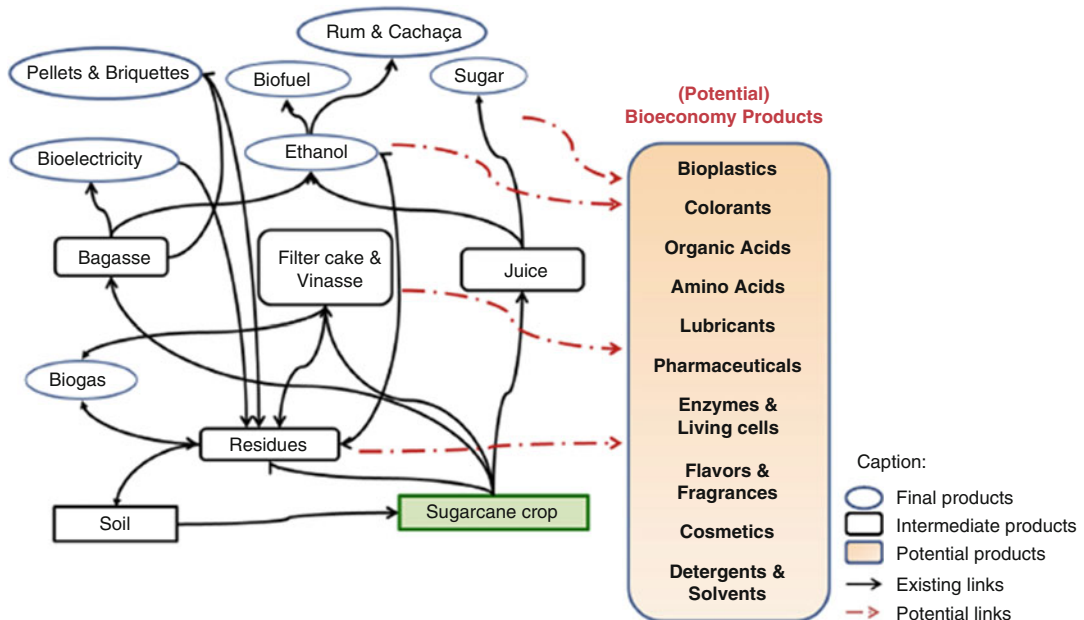 Rum & Cachaça
Pellets & Briquettes
Biofuel
Sugar
(Potential)
Bioeconomy Products
Bioelectricity
Ethanol
Bioplastics
Colorants
Bagasse
Filter cake &
Vinasse
Juice
Organic Acids
Amino Acids
Lubricants
Pharmaceuticals
Biogas
Enzymes &
Living cells
Residues
Flavors &
Fragrances
Soil
Sugarcane crop
Cosmetics
Detergents &
Solvents
Caption:
Final products
Intermediate products
Potential products
Existing links
Potential links